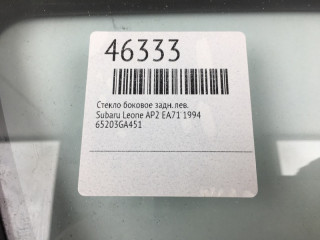 46333
Стекло боковое задн.лев.
Subaru Leone AP2 EA71 1994
65203GA451